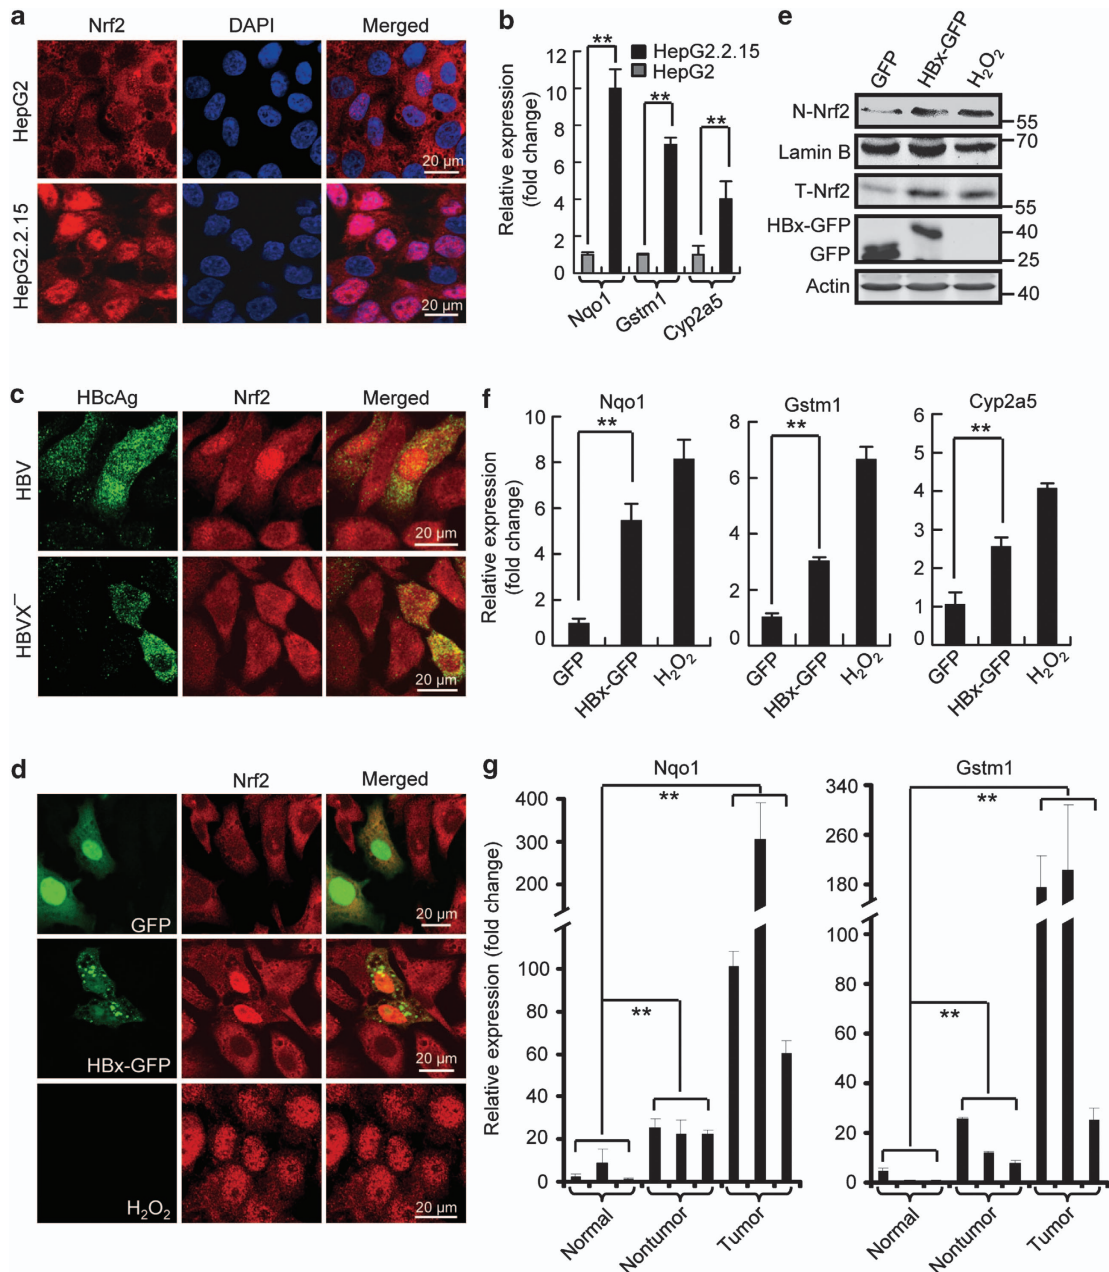 a
Nrf2 DAPI Merged
HepG2
20 µm
HepG2.2.15
20 µm
b
Relative expression
(fold change)
12
10
8
6
4
2
0
** ** **
HepG2.2.15
HepG2
Nqo1 Gstm1 Cyp2a5
e
GFP HBx-GFP H2O2
N-Nrf2 55
Lamin B 70
T-Nrf2 55
HBx-GFP 40
GFP 25
Actin 40
c
HBcAg Nrf2 Merged
HBV
20 µm
HBVX−
20 µm
f
Relative expression
(fold change)
Nqo1
10
8
6
4
2
1
0
**
GFP HBx-GFP H2O2
Gstm1
8
6
4
2
1
0
**
GFP HBx-GFP H2O2
Cyp2a5
6
5
4
3
2
1
0
**
GFP HBx-GFP H2O2
d
Nrf2 Merged
GFP
20 µm
HBx-GFP
20 µm
H2O2
20 µm
g
Relative expression (fold change)
Nqo1
400
300
200
100
80
60
40
20
0
**
**
Normal Nontumor Tumor
Gstm1
340
260
180
100
80
60
40
20
0
**
**
Normal Nontumor Tumor